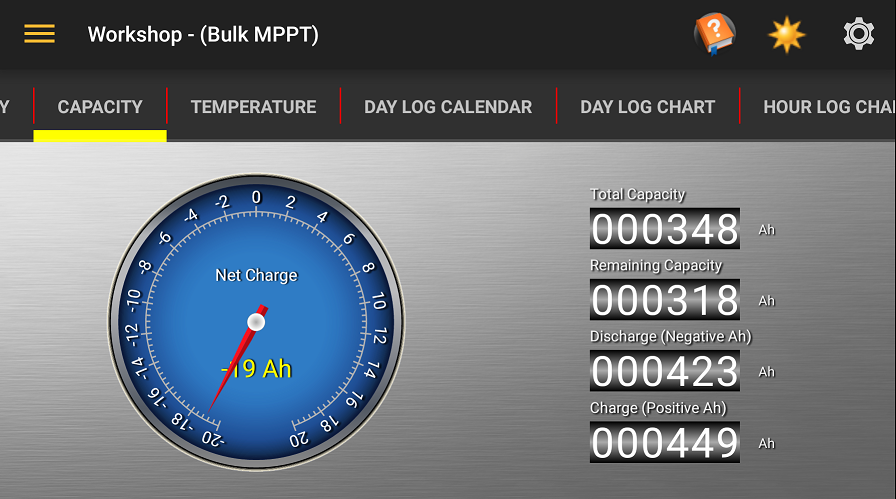 Workshop - (Bulk MPPT)
?
Y
CAPACITY
TEMPERATURE
DAY LOG CALENDAR
DAY LOG CHART
HOUR LOG CHA
-20
-18
-16
-14
-12
-10
-8
-6
-4
-2
0
2
4
6
8
10
12
14
16
18
20
Net Charge
-19 Ah
Total Capacity
000348 Ah
Remaining Capacity
000318 Ah
Discharge (Negative Ah)
000423 Ah
Charge (Positive Ah)
000449 Ah